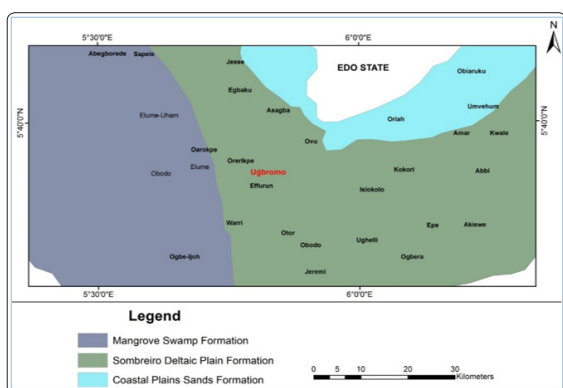 N
5°30'0"E
6°0'0"E
Abegborede
Sapele
Jesse
EDO STATE
Obiaruku
Egbaku
Asagba
Umvehum
Elume-Uham
Oriah
5°40'0"N
5°40'0"N
Amar
Kwale
Ovu
Oarokpe
Orerikpe
Elume
Kokori
Abbi
Obodo
Ugbromo
Effurun
Isiokolo
Warri
Epe
Akiewe
Otor
Obodo
Ughelli
Ogbe-Ijoh
Ogbera
Jeremi
5°30'0"E
6°0'0"E
Legend
Mangrove Swamp Formation
Sombreiro Deltaic Plain Formation
Coastal Plains Sands Formation
0 5 10 20 30
Kilometers